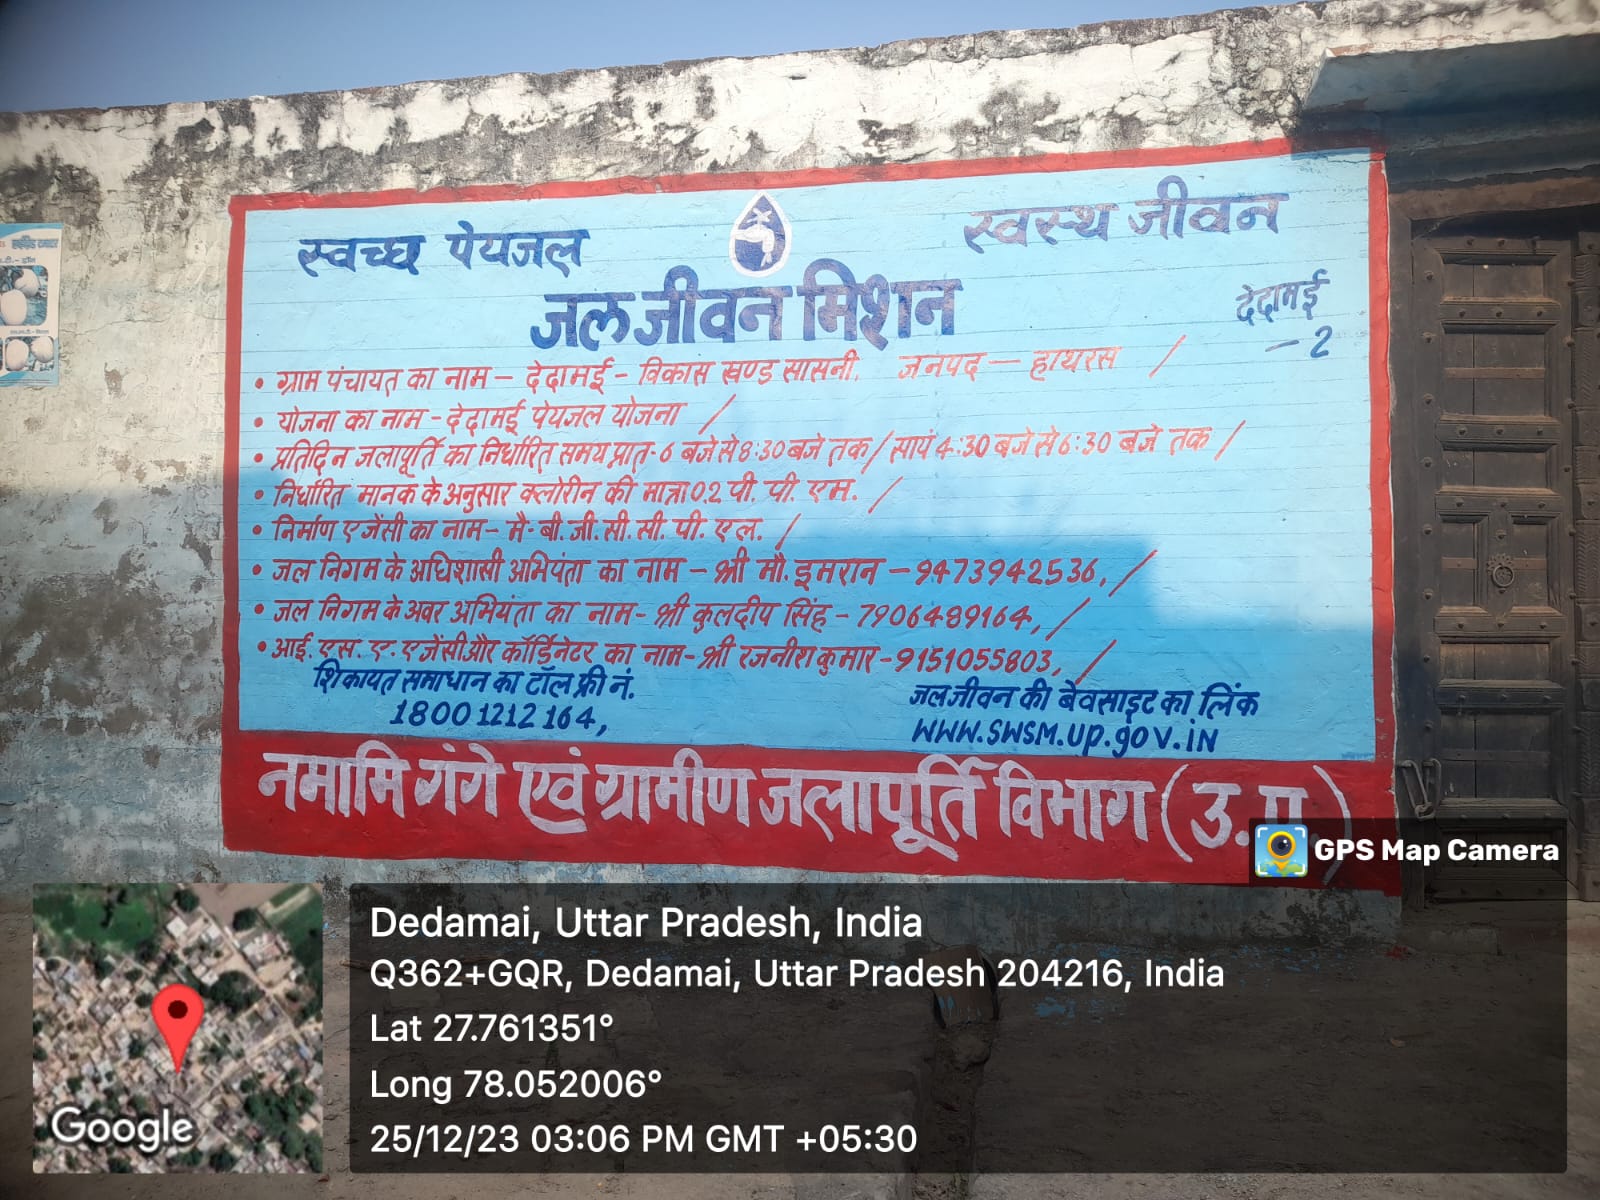 स्वच्छ पेयजल
स्वस्थ जीवन
जल जीवन मिशन
देदामई
- 2
• ग्राम पंचायत का नाम – देदामई - विकास खण्ड सासनी, जनपद — हाथरस /
• योजना का नाम - देदामई पेयजल योजना /
• प्रतिदिन जलापूर्ति का निर्धारित समय प्रात- 6 बजे से 8:30 बजे तक / सायं 4:30 बजे से 6:30 बजे तक /
• निर्धारित मानक के अनुसार क्लोरीन की मात्रा 0.2 पी. पी. एम. /
• निर्माण एजेंसी का नाम – मै- बी. जी. सी. सी. पी. एल. /
• जल निगम के अधिशासी अभियंता का नाम – श्री मौ. इमरान – 9473942536, /
• जल निगम के अवर अभियंता का नाम - श्री कुलदीप सिंह - 7906489164, /
• आई. एस. ए. एजेंसी और कॉर्डिनेटर का नाम - श्री रजनीश कुमार - 9151055803, /
शिकायत समाधान का टॉल फ्री नं.
1800 1212 164,
जल जीवन की बेवसाइट का लिंक
WWW.SWSM.UP.gov.iN
नमामि गंगे एवं ग्रामीण जलापूर्ति विभाग (उ. प्र.)
GPS Map Camera
Dedamai, Uttar Pradesh, India
Q362+GQR, Dedamai, Uttar Pradesh 204216, India
Lat 27.761351°
Long 78.052006°
25/12/23 03:06 PM GMT +05:30
Google